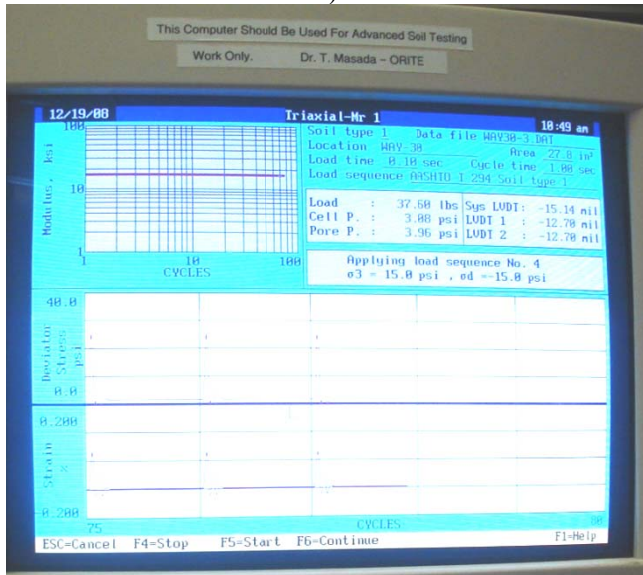 This Computer Should Be Used For Advanced Soil Testing
Work Only. Dr. T. Masada – ORITE
12/19/08 Triaxial-Mr 1 10:49 am
Soil type 1 Data file WAY30-3.DAT
Location WAY-30 Area 27.8 in²
Load time 0.10 sec Cycle time 1.00 sec
Load sequence AASHTO T 294 Soil type 1
100
10
1
Modulus, ksi
1 10 100
CYCLES
Load : 37.60 lbs Sys LVDT: -15.14 mil
Cell P. : 3.08 psi LVDT 1 : -12.70 mil
Pore P. : 3.96 psi LVDT 2 : -12.70 mil
Applying load sequence No. 4
σ3 = 15.0 psi , σd =-15.0 psi
40.0
Deviator
Stress
psi
0.0
0.200
Strain
%
-0.200
75 CYCLES 80
ESC=Cancel F4=Stop F5=Start F6=Continue F1=Help